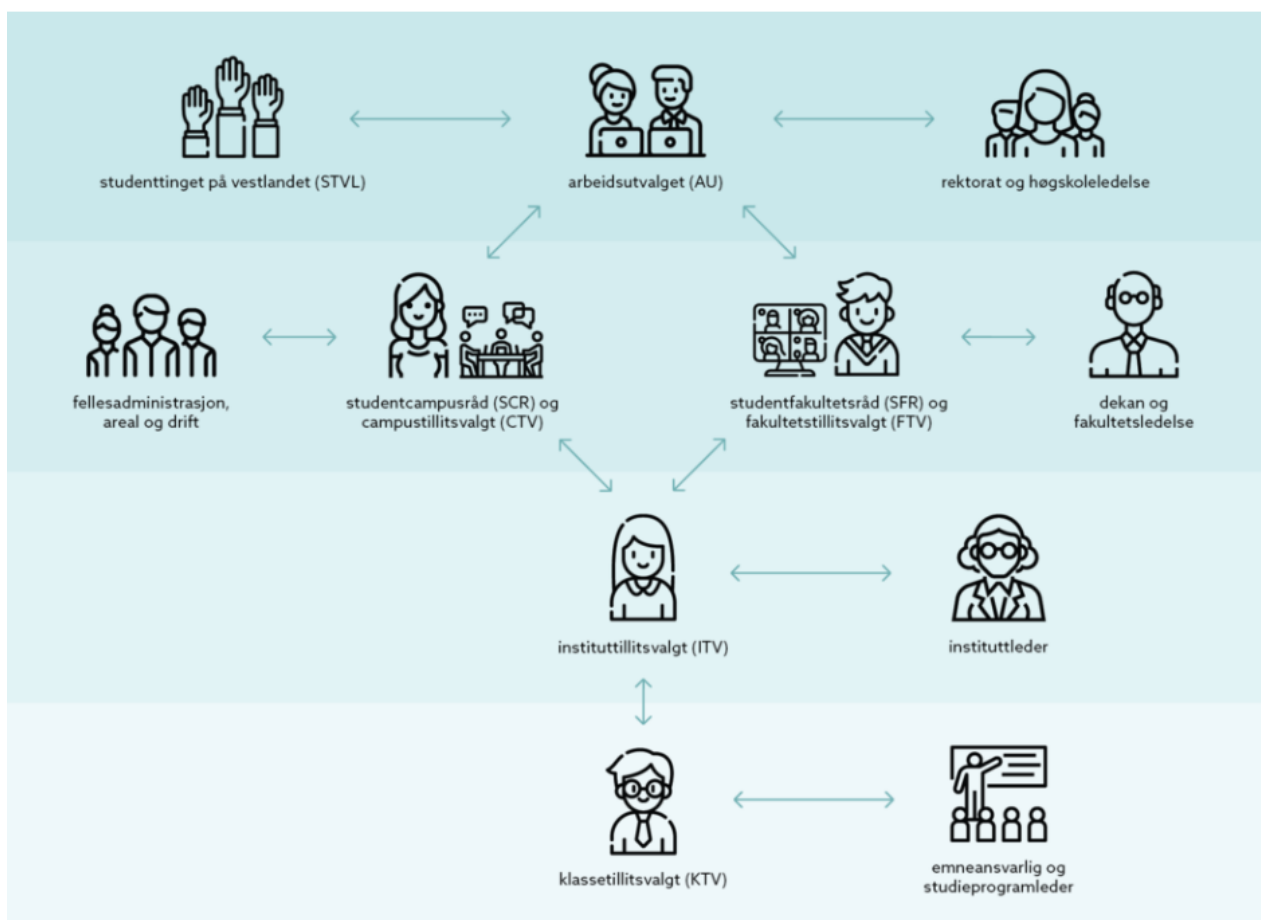 studenttinget på vestlandet (STVL)
arbeidsutvalget (AU)
rektorat og høgskoleledelse
fellesadministrasjon,
areal og drift
studentcampusråd (SCR) og
campustillitsvalgt (CTV)
studentfakultetsråd (SFR) og
fakultetstillitsvalgt (FTV)
dekan og
fakultetsledelse
instituttillitsvalgt (ITV)
instituttleder
klassetillitsvalgt (KTV)
emneansvarlig og
studieprogramleder